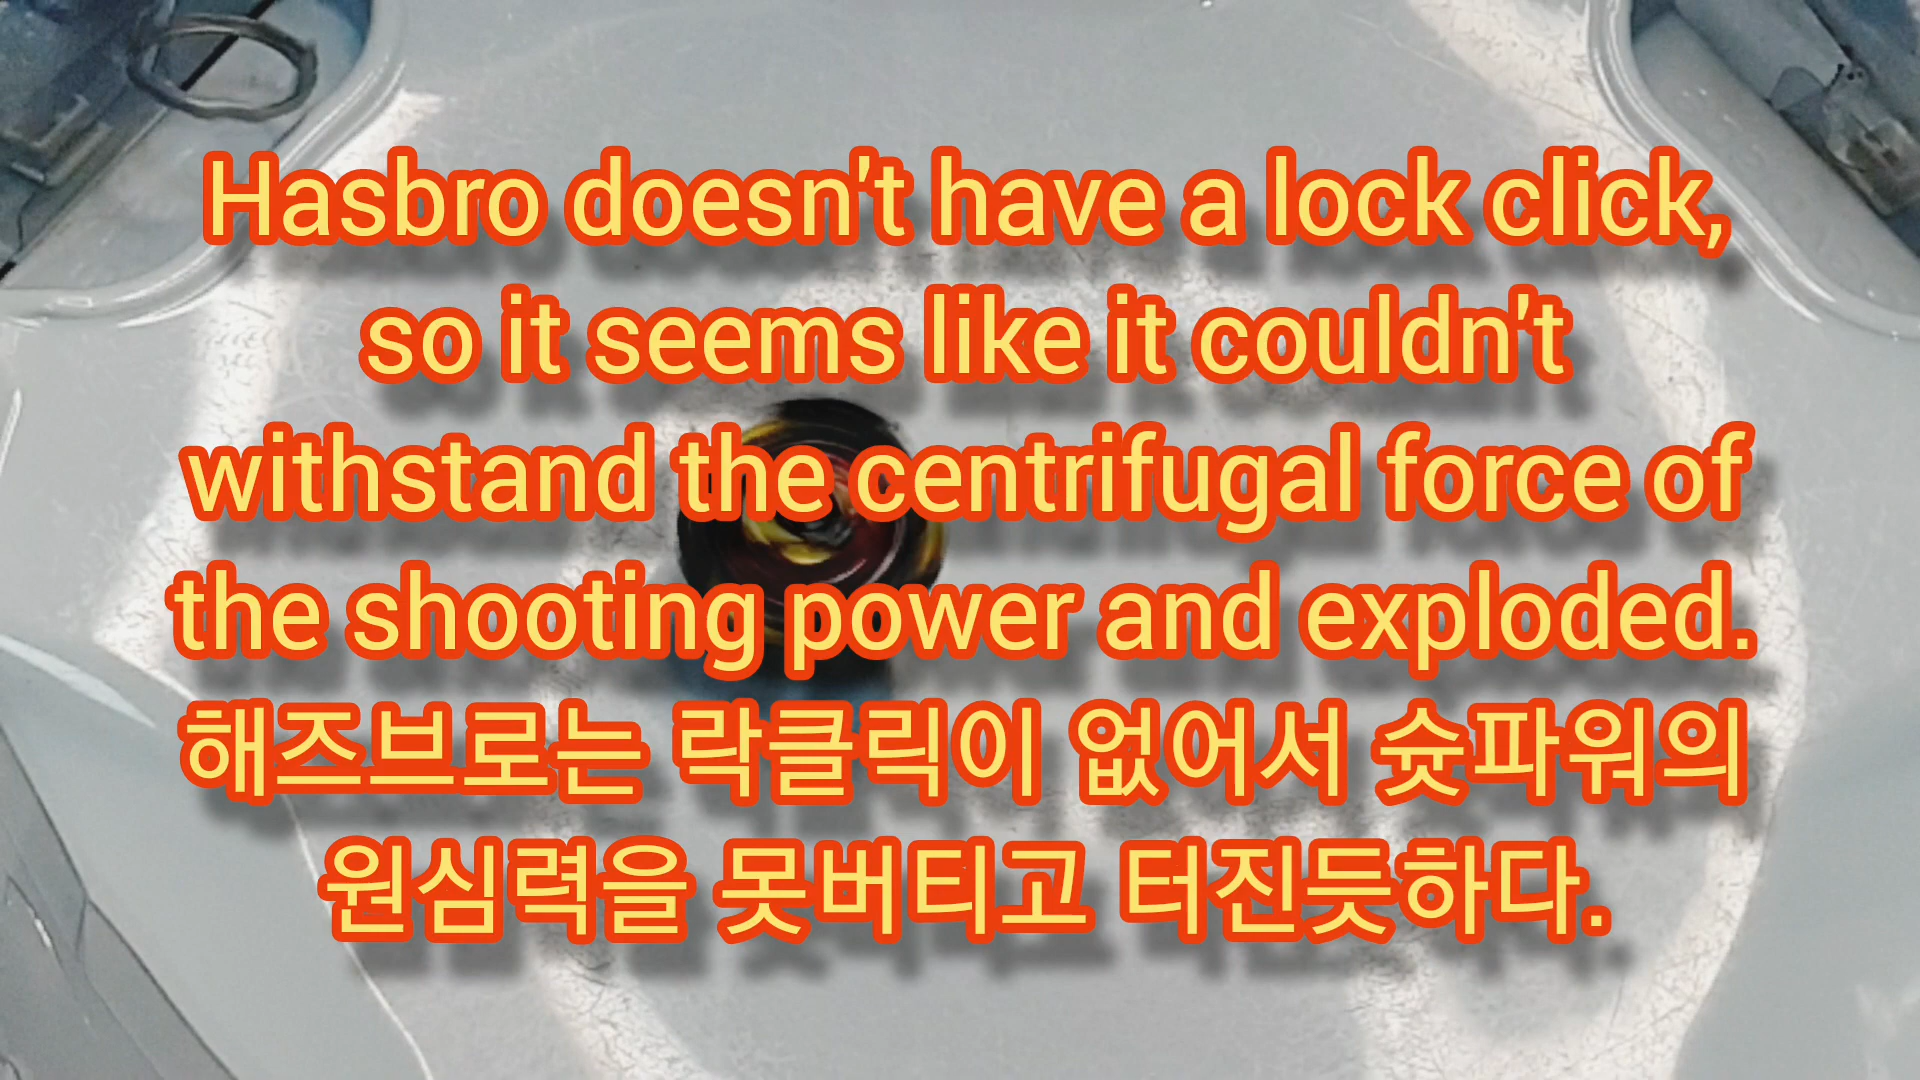 Hasbro doesn't have a lock click,
so it seems like it couldn't
withstand the centrifugal force of
the shooting power and exploded.
해즈브로는 락클릭이 없어서 슛파워의
원심력을 못버티고 터진듯하다.